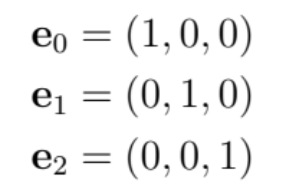 e₀ = (1, 0, 0)
e₁ = (0, 1, 0)
e₂ = (0, 0, 1)